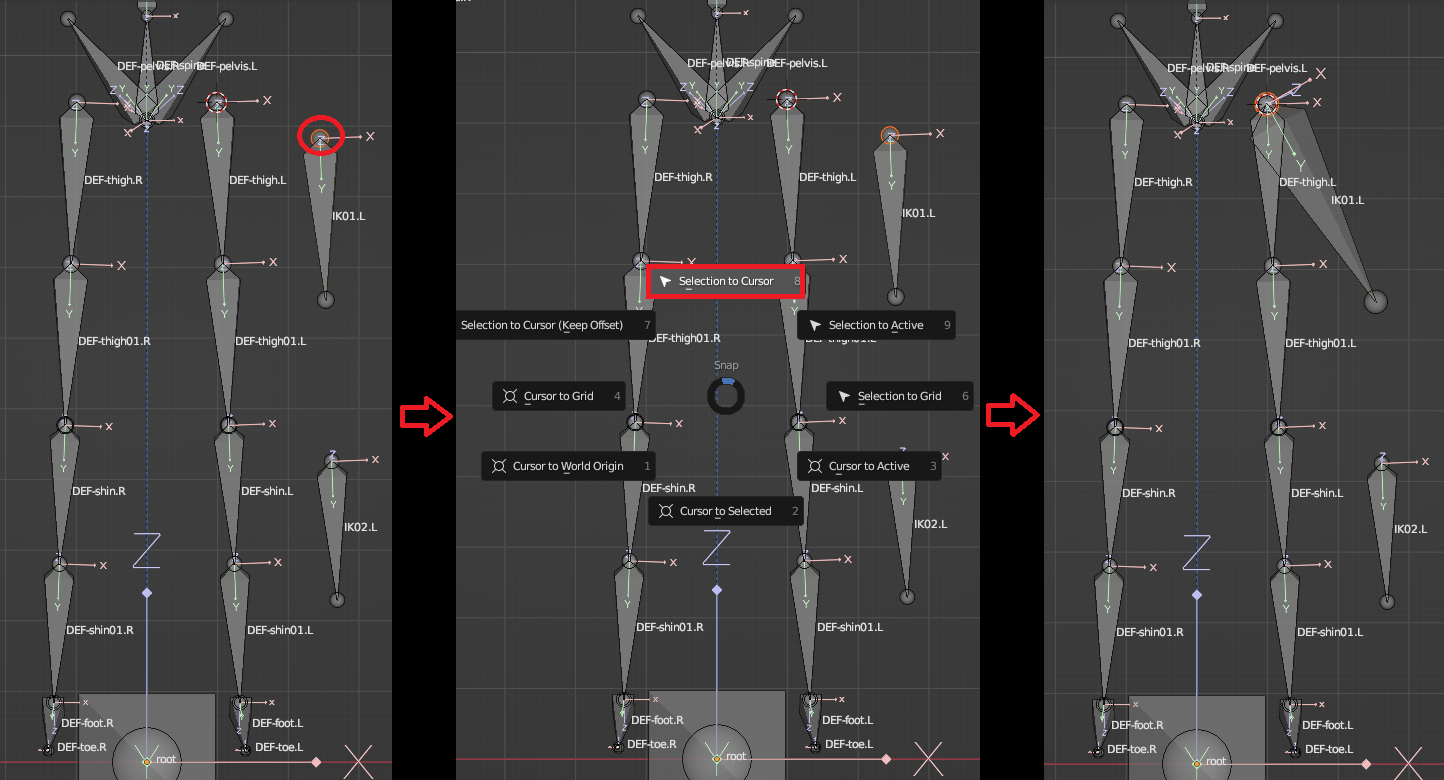 x
DEF-pelvis.R
DEF-spine
DEF-pelvis.L
Z
Y
Y
Z
X
X
X
Z
X
X
Y
Y
Y
DEF-thigh.R
DEF-thigh.L
IK01.L
X
X
DEF-thigh01.R
DEF-thigh01.L
X
X
Z
X
Y
Y
DEF-shin.R
DEF-shin.L
IK02.L
Z
X
X
Y
Y
DEF-shin01.R
DEF-shin01.L
x
x
DEF-foot.R
DEF-foot.L
DEF-toe.R
DEF-toe.L
root
X
x
DEF-pelvis.R
DEF-spine
DEF-pelvis.L
X
X
Y
Y
Y
DEF-thigh.R
DEF-thigh.L
IK01.L
X
X
Selection to Cursor 8
Selection to Cursor (Keep Offset) 7
Selection to Active 9
DEF-thigh01.R
DEF-thigh01.L
Snap
Cursor to Grid 4
Selection to Grid 6
X
X
Cursor to World Origin 1
Cursor to Active 3
DEF-shin.R
DEF-shin.L
Cursor to Selected 2
IK02.L
Z
X
X
Y
Y
DEF-shin01.R
DEF-shin01.L
x
x
DEF-foot.R
DEF-foot.L
DEF-toe.R
DEF-toe.L
root
X
x
DEF-pelvis.R
DEF-spine
DEF-pelvis.L
X
Z
X
Y
Y
Y
DEF-thigh.R
DEF-thigh.L
IK01.L
X
X
DEF-thigh01.R
DEF-thigh01.L
X
X
Z
X
Y
Y
DEF-shin.R
DEF-shin.L
IK02.L
Z
X
X
Y
Y
DEF-shin01.R
DEF-shin01.L
x
x
DEF-foot.R
DEF-foot.L
DEF-toe.R
DEF-toe.L
root
X